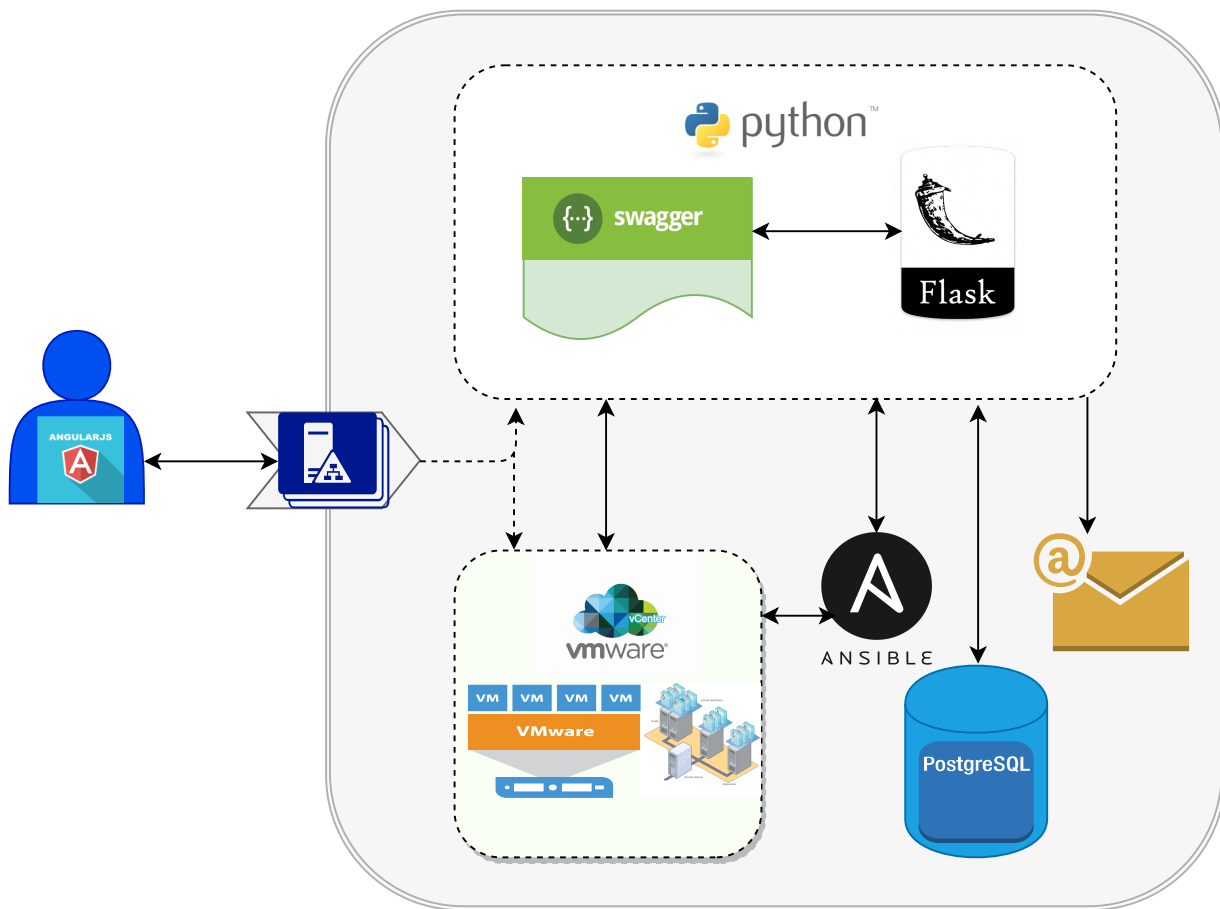 python™
{···} swagger
Flask
ANGULARJS
A
vCenter
vmware®
ANSIBLE
@
VM VM VM VM
VMware
PostgreSQL